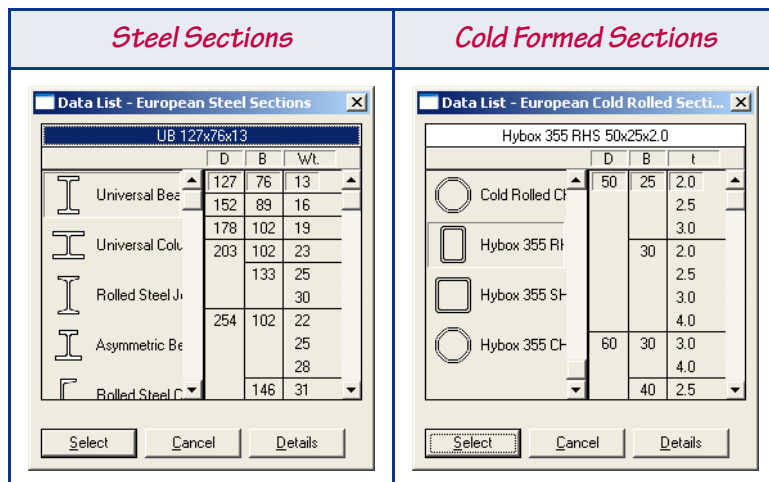 Steel Sections
Cold Formed Sections
Data List - European Steel Sections
UB 127x76x13
D B Wt.
Universal Bea
Universal Colu
Rolled Steel J
Asymmetric Be
Rolled Steel C
127 76 13
152 89 16
178 102 19
203 102 23
133 25
30
254 102 22
25
28
146 31
Select Cancel Details
Data List - European Cold Rolled Secti...
Hybox 355 RHS 50x25x2.0
D B t
Cold Rolled CH
Hybox 355 RH
Hybox 355 SH
Hybox 355 CH
50 25 2.0
2.5
3.0
30 2.0
2.5
3.0
4.0
60 30 3.0
4.0
40 2.5
Select Cancel Details